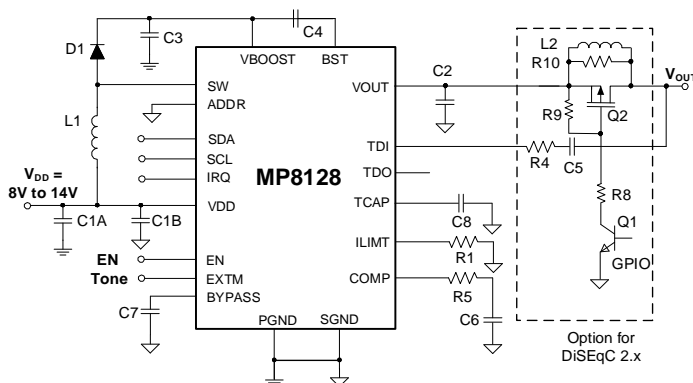 D1
C3
C4
VBOOST
BST
L2
R10
VOUT
SW
ADDR
VOUT
C2
R9
Q2
L1
SDA
SCL
IRQ
TDI
R4
C5
MP8128
TDO
VDD =
8V to 14V
VDD
TCAP
C8
R8
C1A
C1B
Q1
EN
EN
ILIMT
R1
GPIO
Tone
EXTM
COMP
R5
BYPASS
C7
C6
PGND
SGND
Option for
DiSEqC 2.x